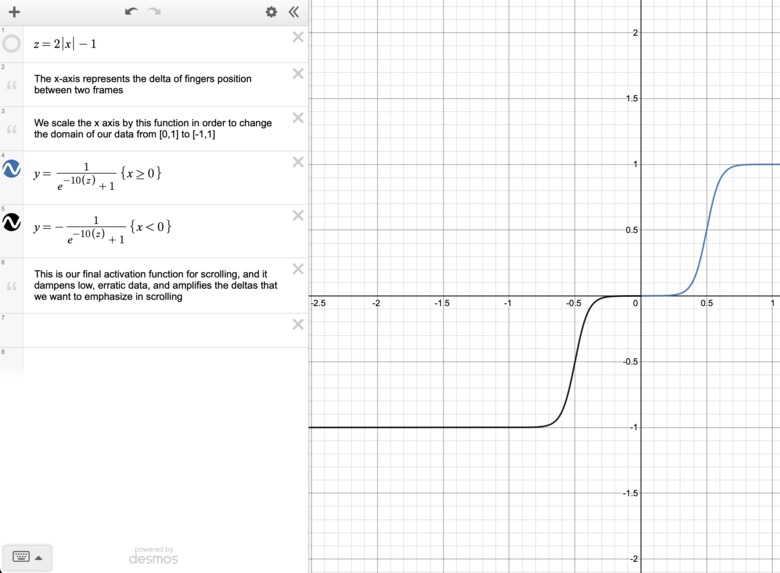 1
z = 2|x| − 1
2
The x-axis represents the delta of fingers position
between two frames
3
We scale the x axis by this function in order to change
the domain of our data from [0,1] to [-1,1]
4
y = 1 / (e^(−10(z)) + 1) {x ≥ 0}
5
y = − 1 / (e^(−10(z)) + 1) {x < 0}
6
This is our final activation function for scrolling, and it
dampens low, erratic data, and amplifies the deltas that
we want to emphasize in scrolling
7
8
powered by
desmos
2
1.5
1
0.5
-2.5 -2 -1.5 -1 -0.5 0 0.5 1
-0.5
-1
-1.5
-2